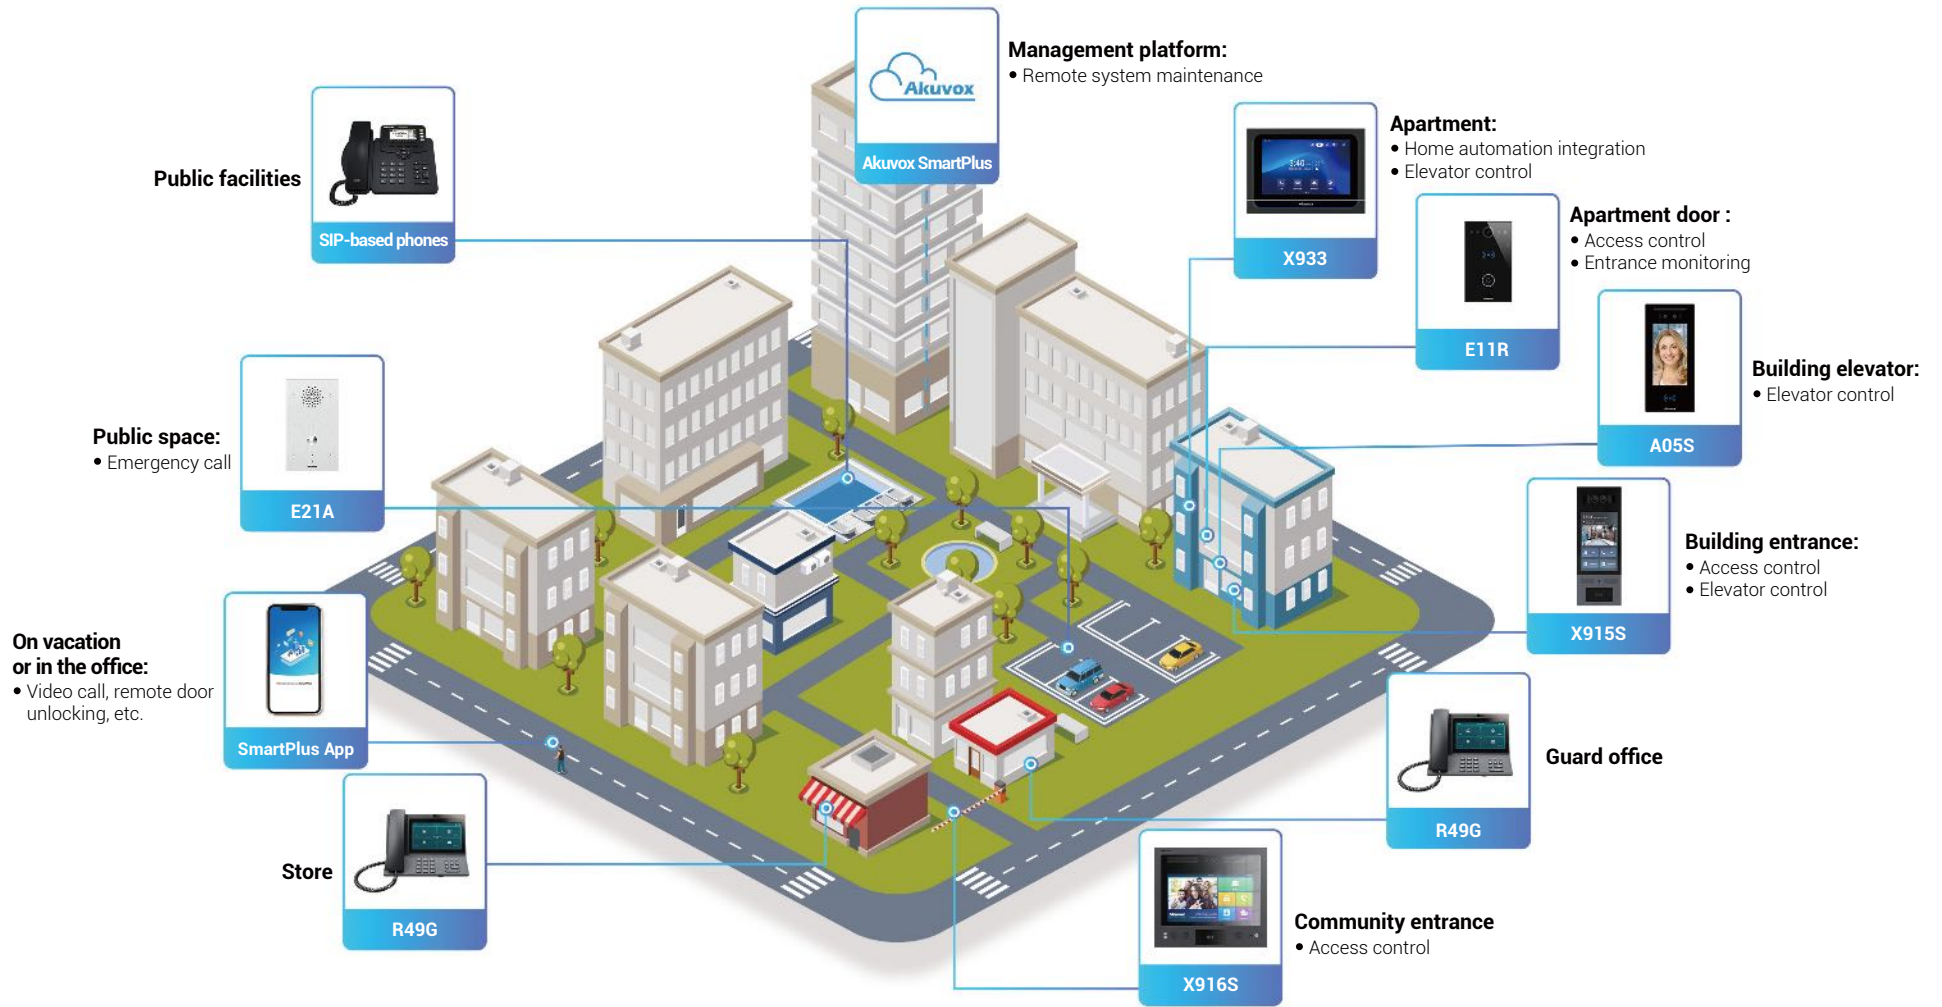 Akuvox
Akuvox SmartPlus
Management platform:
• Remote system maintenance
Public facilities
SIP-based phones
Apartment:
• Home automation integration
• Elevator control
X933
Apartment door :
• Access control
• Entrance monitoring
E11R
Building elevator:
• Elevator control
A05S
Public space:
• Emergency call
E21A
Building entrance:
• Access control
• Elevator control
X915S
On vacation
or in the office:
• Video call, remote door
unlocking, etc.
SmartPlus App
Guard office
R49G
Store
R49G
Community entrance
• Access control
X916S
3:40